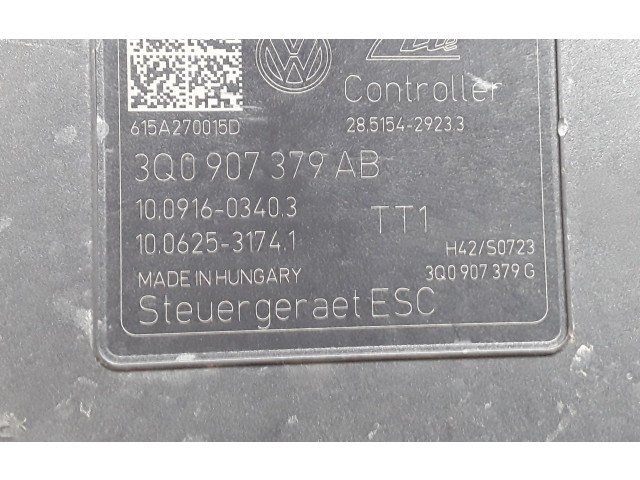 Ate
Controller
615A270015D
28.5154-2923.3
3Q0 907 379 AB
10.0916-0340.3
TT1
10.0625-3174.1
H42/S0723
MADE IN HUNGARY
3Q0 907 379 G
Steuergeraet ESC